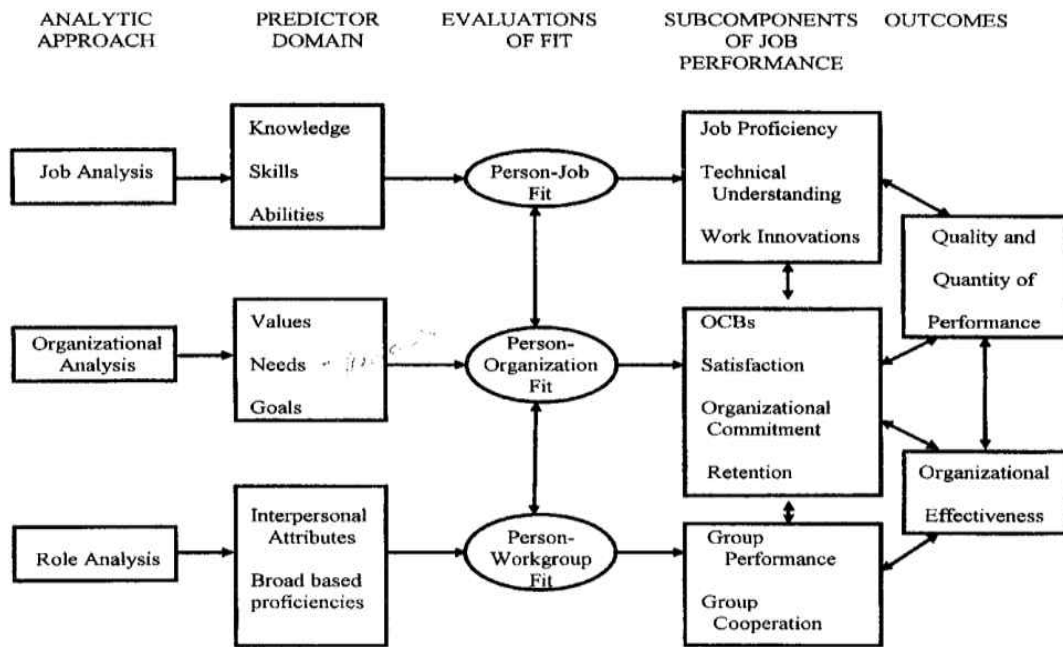 ANALYTIC
APPROACH
PREDICTOR
DOMAIN
EVALUATIONS
OF FIT
SUBCOMPONENTS
OF JOB
PERFORMANCE
OUTCOMES
Job Analysis
Knowledge
Skills
Abilities
Person-Job
Fit
Job Proficiency
Technical
Understanding
Work Innovations
Quality and
Quantity of
Performance
Organizational
Analysis
Values
Needs
Goals
Person-
Organization
Fit
OCBs
Satisfaction
Organizational
Commitment
Retention
Organizational
Effectiveness
Role Analysis
Interpersonal
Attributes
Broad based
proficiencies
Person-
Workgroup
Fit
Group
Performance
Group
Cooperation